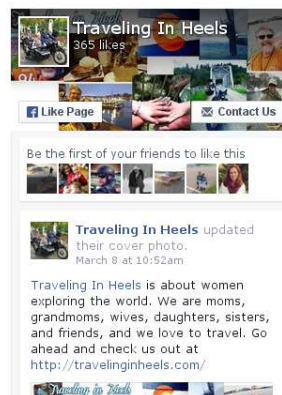 Traveling In Heels
365 likes
Like Page
Contact Us
Be the first of your friends to like this
Traveling In Heels updated
their cover photo.
March 8 at 10:52am
Traveling In Heels is about women
exploring the world. We are moms,
grandmoms, wives, daughters, sisters,
and friends, and we love to travel. Go
ahead and check us out at
http://travelinginheels.com/
Traveling in Heels